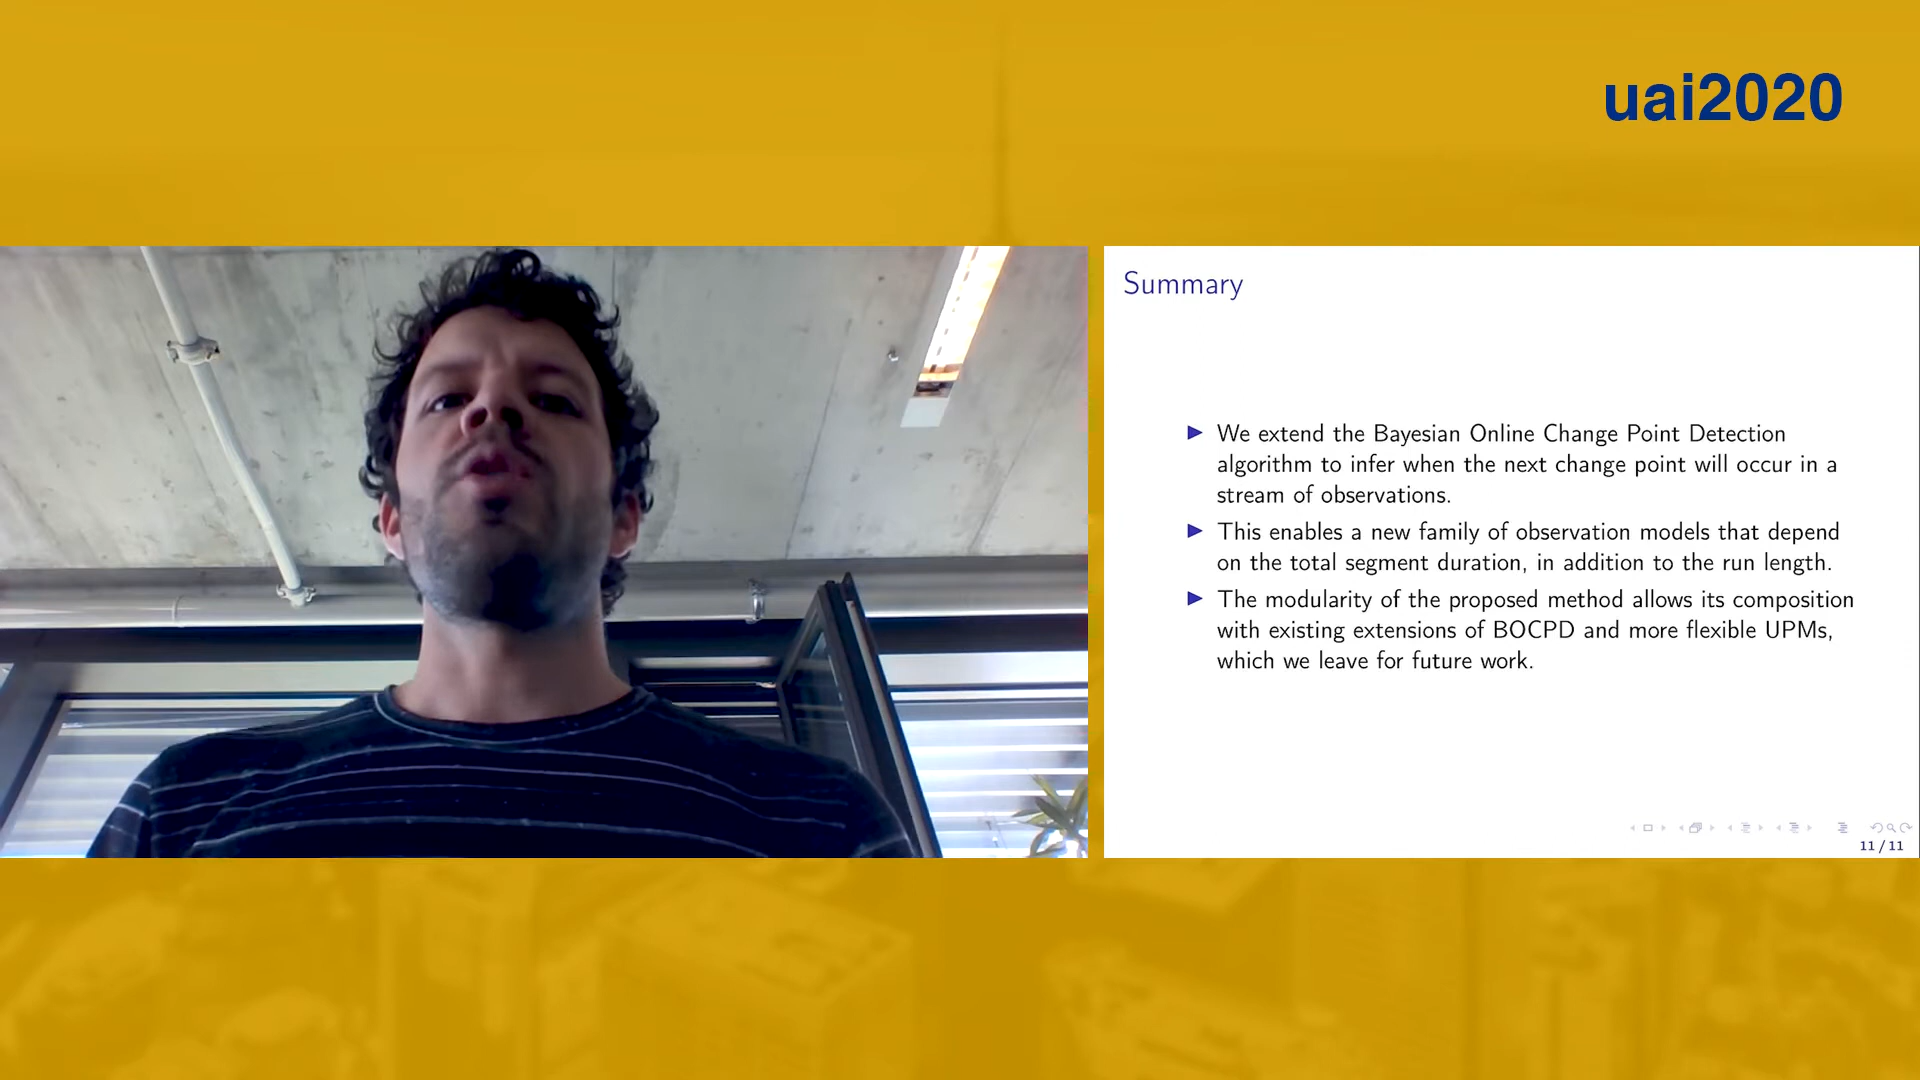 uai2020
Summary
We extend the Bayesian Online Change Point Detection
algorithm to infer when the next change point will occur in a
stream of observations.
This enables a new family of observation models that depend
on the total segment duration, in addition to the run length.
The modularity of the proposed method allows its composition
with existing extensions of BOCPD and more flexible UPMs,
which we leave for future work.
11 / 11